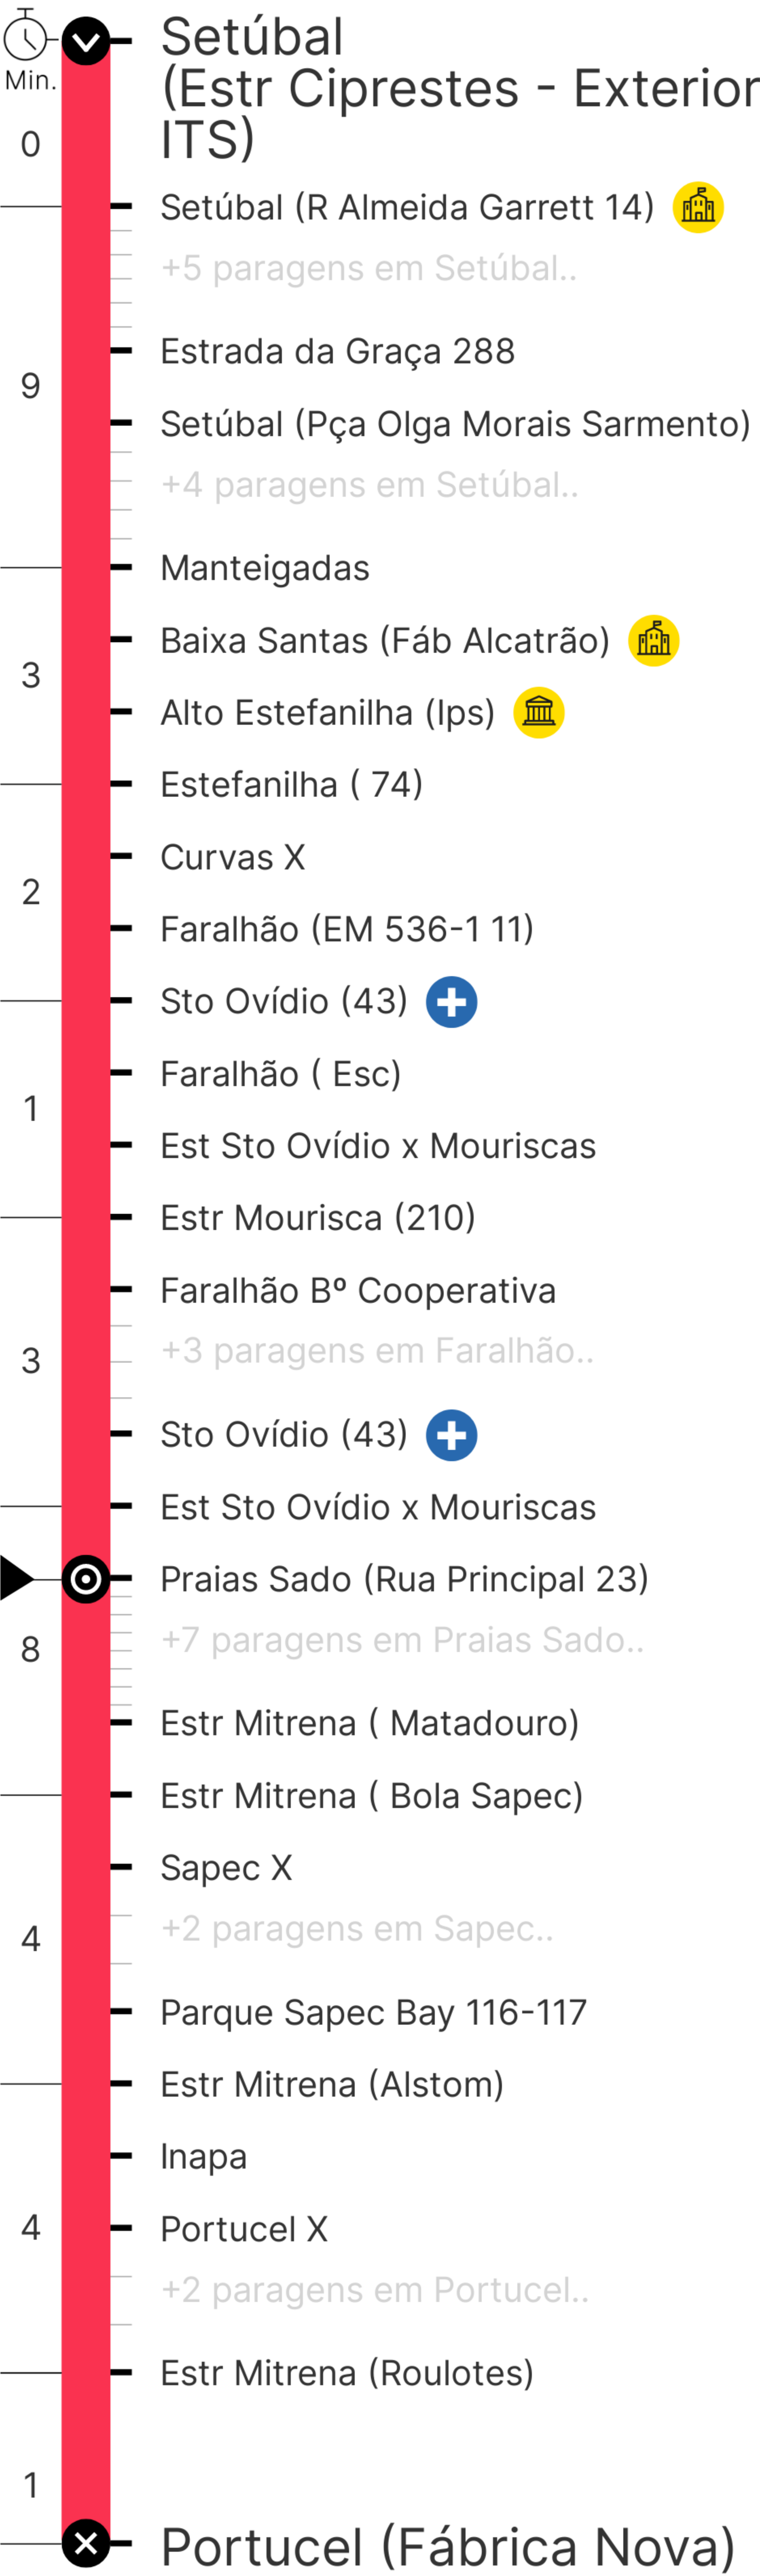 Setúbal
(Estr Ciprestes - Exterior
ITS)
Min.
0
Setúbal (R Almeida Garrett 14)
+5 paragens em Setúbal..
Estrada da Graça 288
9
Setúbal (Pça Olga Morais Sarmento)
+4 paragens em Setúbal..
Manteigadas
Baixa Santas (Fáb Alcatrão)
3
Alto Estefanilha (Ips)
Estefanilha ( 74)
Curvas X
2
Faralhão (EM 536-1 11)
Sto Ovídio (43)
Faralhão ( Esc)
1
Est Sto Ovídio x Mouriscas
Estr Mourisca (210)
Faralhão Bº Cooperativa
+3 paragens em Faralhão..
3
Sto Ovídio (43)
Est Sto Ovídio x Mouriscas
Praias Sado (Rua Principal 23)
+7 paragens em Praias Sado..
8
Estr Mitrena ( Matadouro)
Estr Mitrena ( Bola Sapec)
Sapec X
+2 paragens em Sapec..
4
Parque Sapec Bay 116-117
Estr Mitrena (Alstom)
Inapa
4
Portucel X
+2 paragens em Portucel..
Estr Mitrena (Roulotes)
1
Portucel (Fábrica Nova)